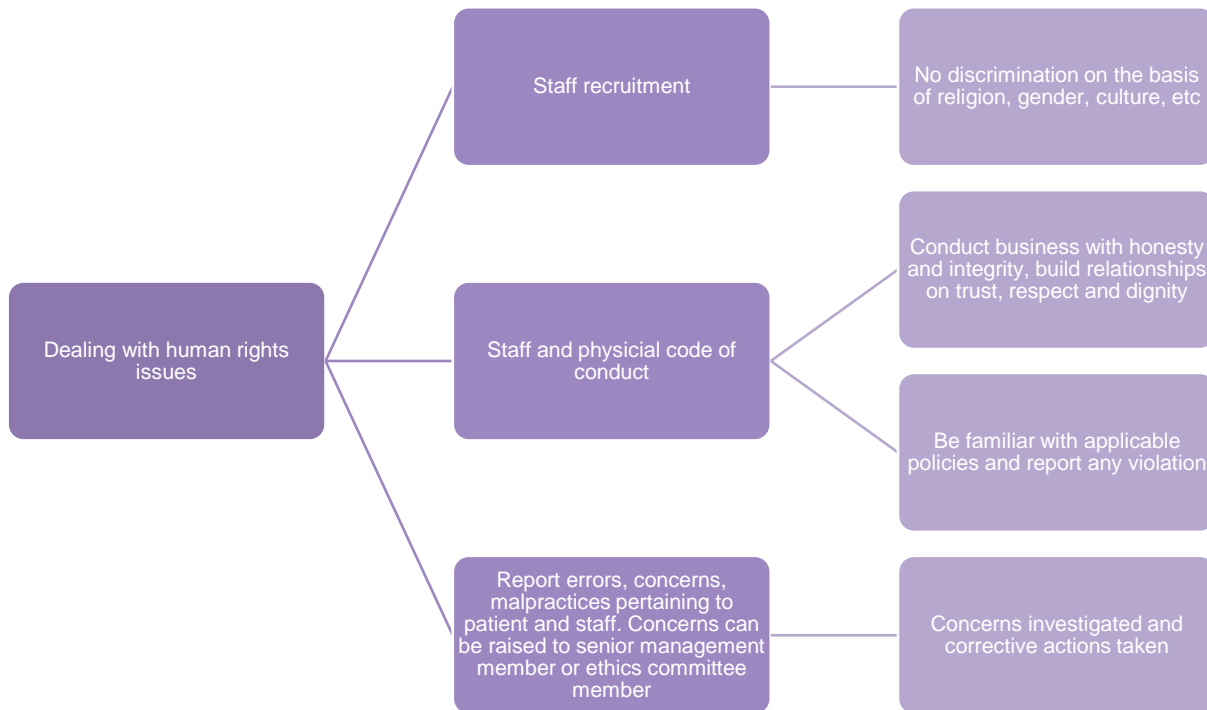 Staff recruitment
No discrimination on the basis
of religion, gender, culture, etc
Dealing with human rights
issues
Staff and physicial code of
conduct
Conduct business with honesty
and integrity, build relationships
on trust, respect and dignity
Be familiar with applicable
policies and report any violation
Report errors, concerns,
malpractices pertaining to
patient and staff. Concerns can
be raised to senior management
member or ethics committee
member
Concerns investigated and
corrective actions taken